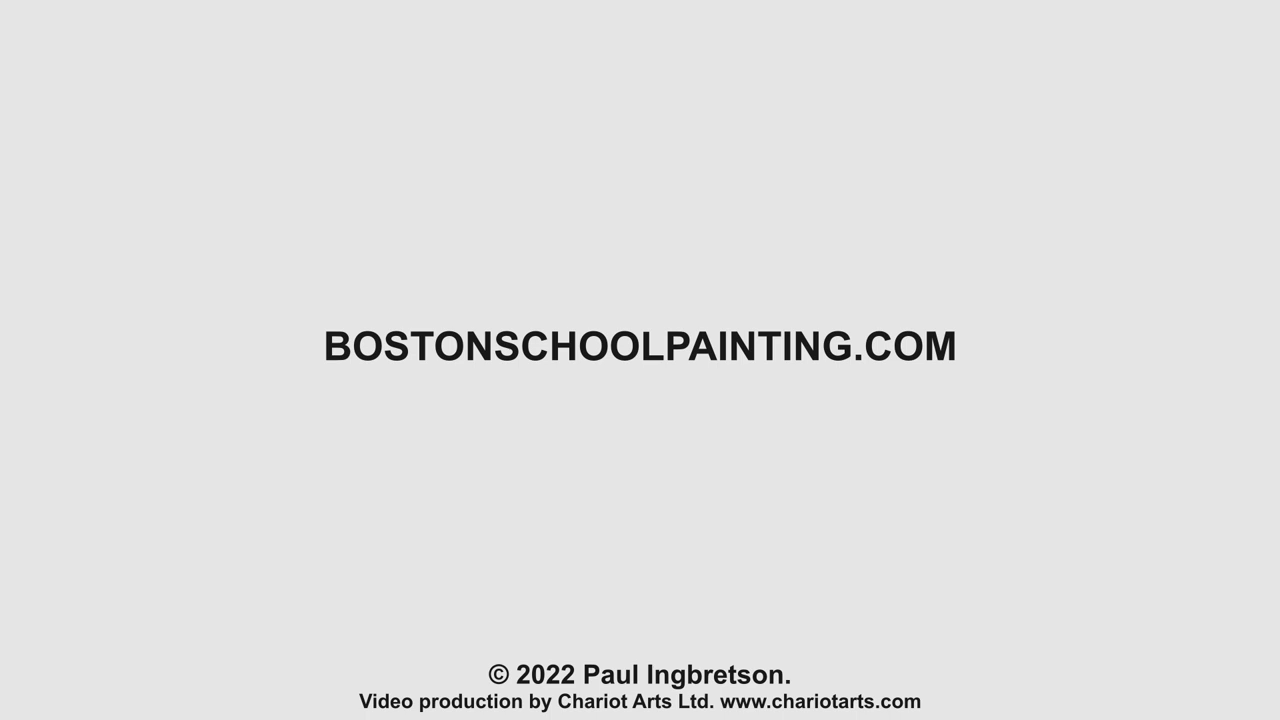 BOSTONSCHOOLPAINTING.COM
© 2022 Paul Ingbretson.
Video production by Chariot Arts Ltd. www.chariotarts.com